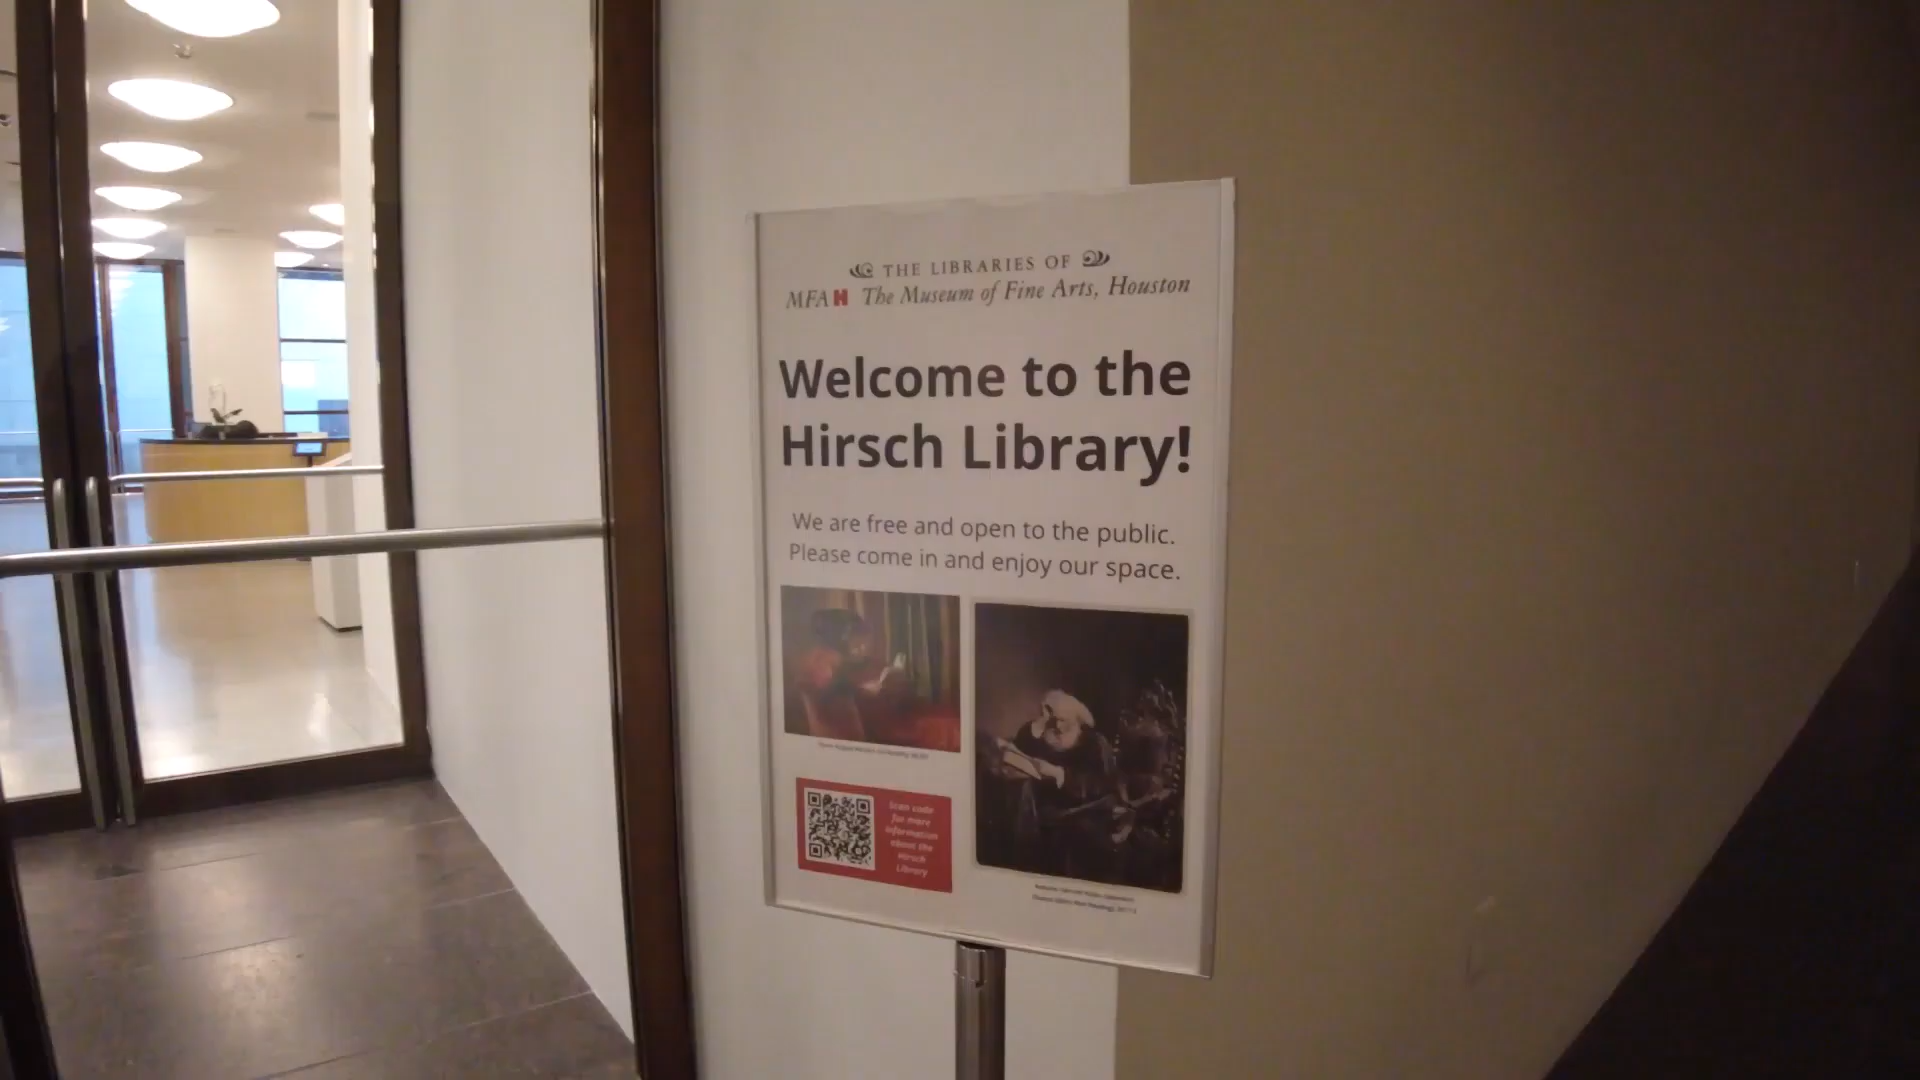 THE LIBRARIES OF
MFAH The Museum of Fine Arts, Houston
Welcome to the
Hirsch Library!
We are free and open to the public.
Please come in and enjoy our space.
Scan code
for more
information
about the
Hirsch
Library